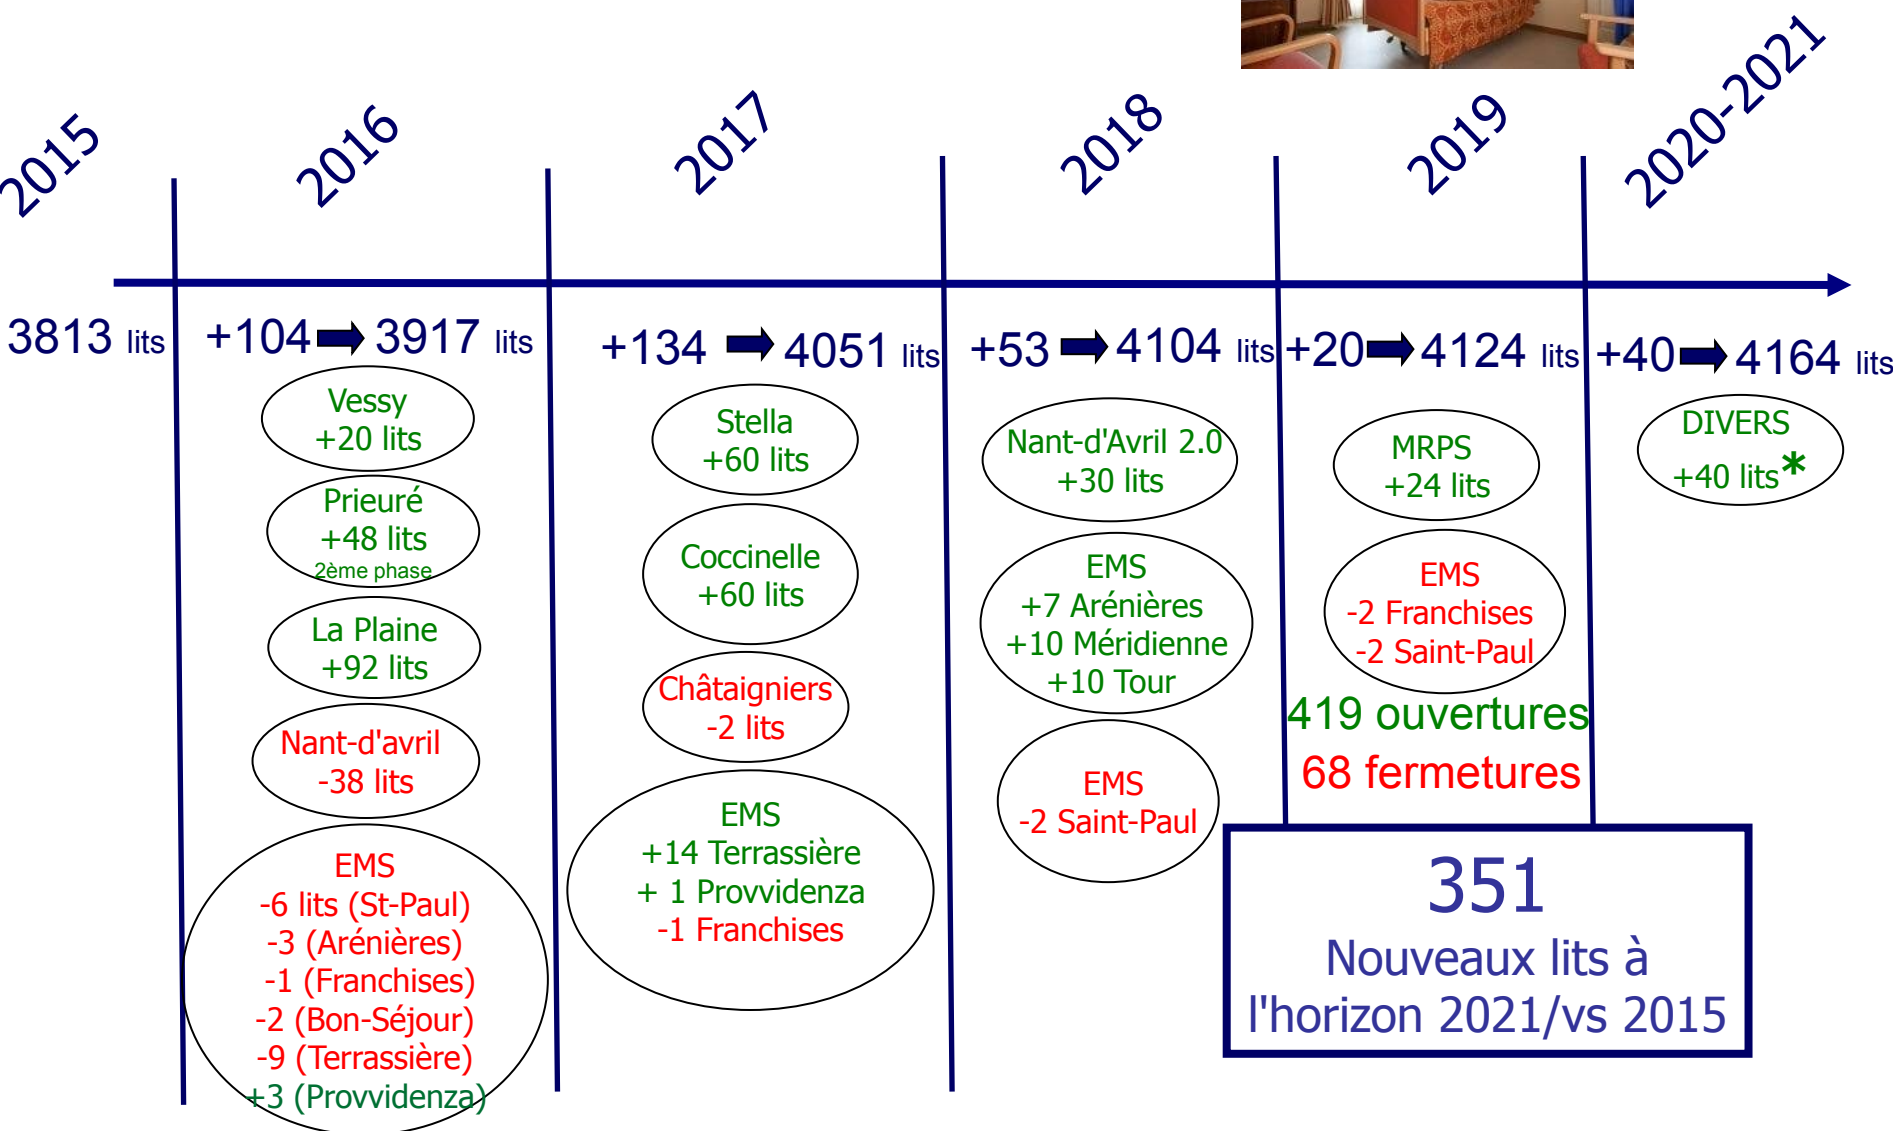 2015
2016
2017
2018
2019
2020-2021
3813 lits
+104 3917 lits
+134 4051 lits
+53 4104 lits
+20 4124 lits
+40 4164 lits
Vessy
+20 lits
Prieuré
+48 lits
2ème phase
La Plaine
+92 lits
Nant-d'avril
-38 lits
EMS
-6 lits (St-Paul)
-3 (Arénières)
-1 (Franchises)
-2 (Bon-Séjour)
-9 (Terrassière)
+3 (Provvidenza)
Stella
+60 lits
Coccinelle
+60 lits
Châtaigniers
-2 lits
EMS
+14 Terrassière
+ 1 Provvidenza
-1 Franchises
Nant-d'Avril 2.0
+30 lits
EMS
+7 Arénières
+10 Méridienne
+10 Tour
EMS
-2 Saint-Paul
MRPS
+24 lits
EMS
-2 Franchises
-2 Saint-Paul
419 ouvertures
68 fermetures
DIVERS
+40 lits*
351
Nouveaux lits à
l'horizon 2021/vs 2015